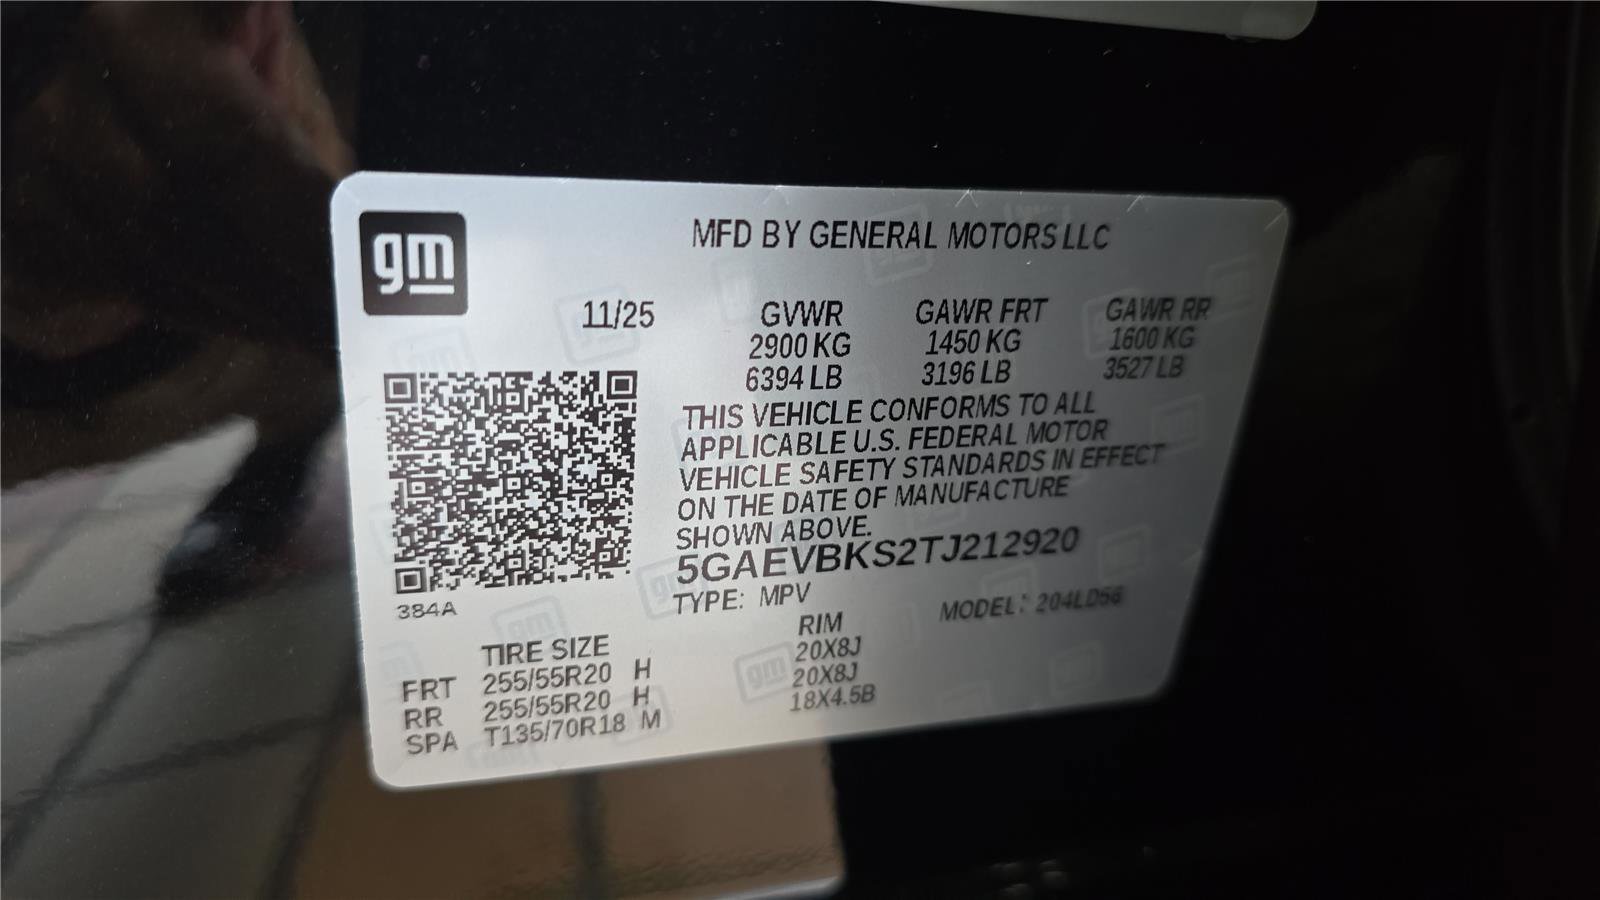 gm
MFD BY GENERAL MOTORS LLC
11/25 GVWR GAWR FRT GAWR RR
2900 KG 1450 KG 1600 KG
6394 LB 3196 LB 3527 LB
THIS VEHICLE CONFORMS TO ALL
APPLICABLE U.S. FEDERAL MOTOR
VEHICLE SAFETY STANDARDS IN EFFECT
ON THE DATE OF MANUFACTURE
SHOWN ABOVE.
5GAEVBKS2TJ212920
TYPE: MPV MODEL: 204LD56
384A
TIRE SIZE RIM
FRT 255/55R20 H 20X8J
RR 255/55R20 H 20X8J
SPA T135/70R18 M 18X4.5B